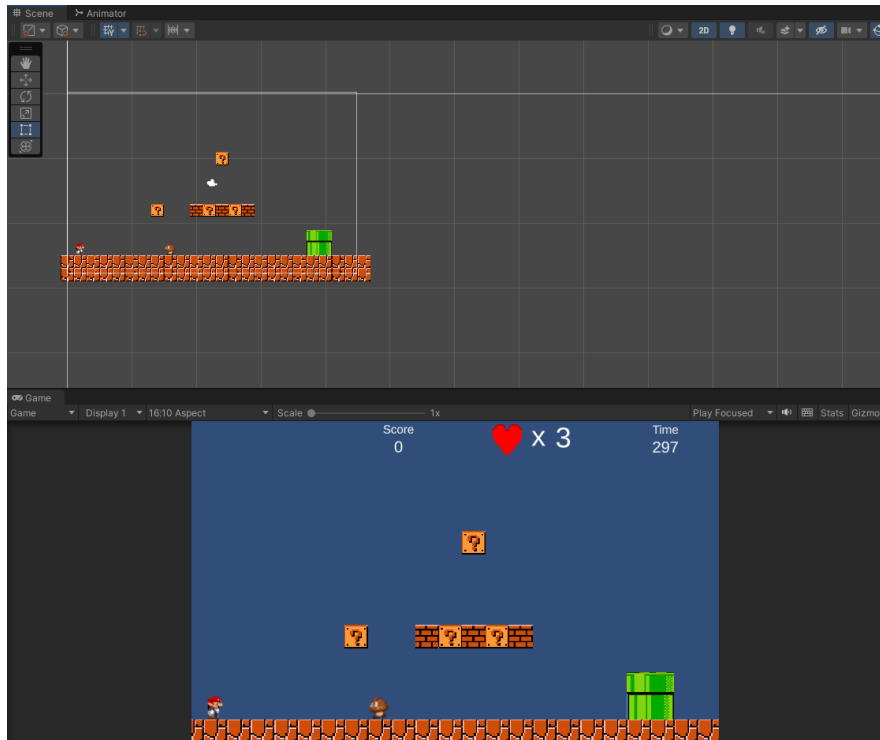 Scene Animator
2D
Game
Game Display 1 16:10 Aspect Scale 1x Play Focused Stats Gizmo
Score x 3 Time
0 297
?
? ? ?
?
? ? ?